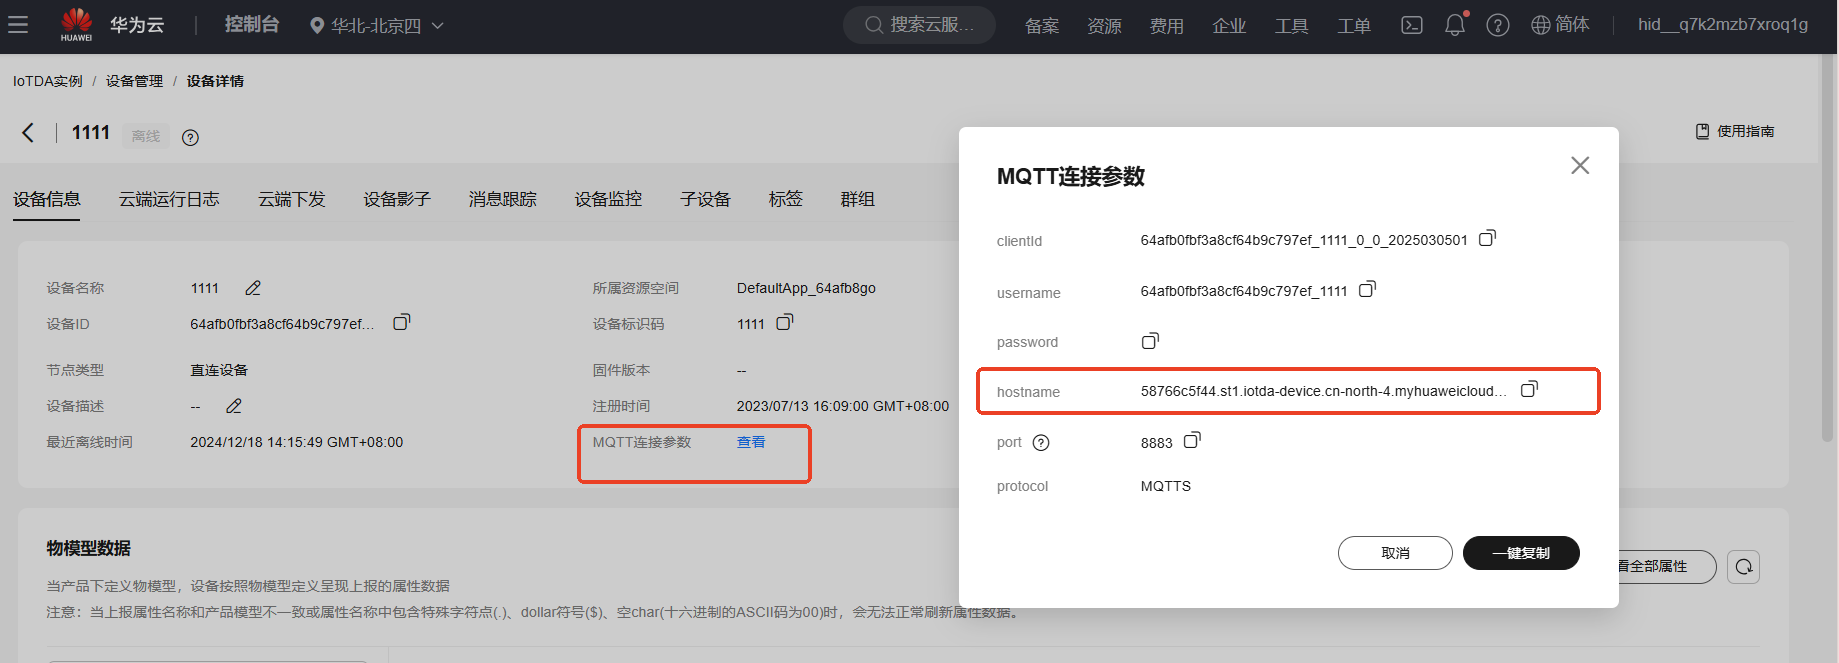 HUAWEI 华为云 控制台 华北-北京四 搜索云服... 备案 资源 费用 企业 工具 工单 简体 hid__q7k2mzb7xroq1g
IoTDA实例 / 设备管理 / 设备详情
1111 离线 使用指南
设备信息 云端运行日志 云端下发 设备影子 消息跟踪 设备监控 子设备 标签 群组
设备名称 1111 所属资源空间 DefaultApp_64afb8go
设备ID 64afb0fbf3a8cf64b9c797ef... 设备标识码 1111
节点类型 直连设备 固件版本 --
设备描述 -- 注册时间 2023/07/13 16:09:00 GMT+08:00
最近离线时间 2024/12/18 14:15:49 GMT+08:00 MQTT连接参数 查看
MQTT连接参数
clientId 64afb0fbf3a8cf64b9c797ef_1111_0_0_2025030501
username 64afb0fbf3a8cf64b9c797ef_1111
password
hostname 58766c5f44.st1.iotda-device.cn-north-4.myhuaweicloud...
port 8883
protocol MQTTS
取消 一键复制
物模型数据
看全部属性
当产品下定义物模型，设备按照物模型定义呈现上报的属性数据
注意：当上报属性名称和产品模型不一致或属性名称中包含特殊字符点(.)、dollar符号($)、空char(十六进制的ASCII码为00)时，会无法正常刷新属性数据。